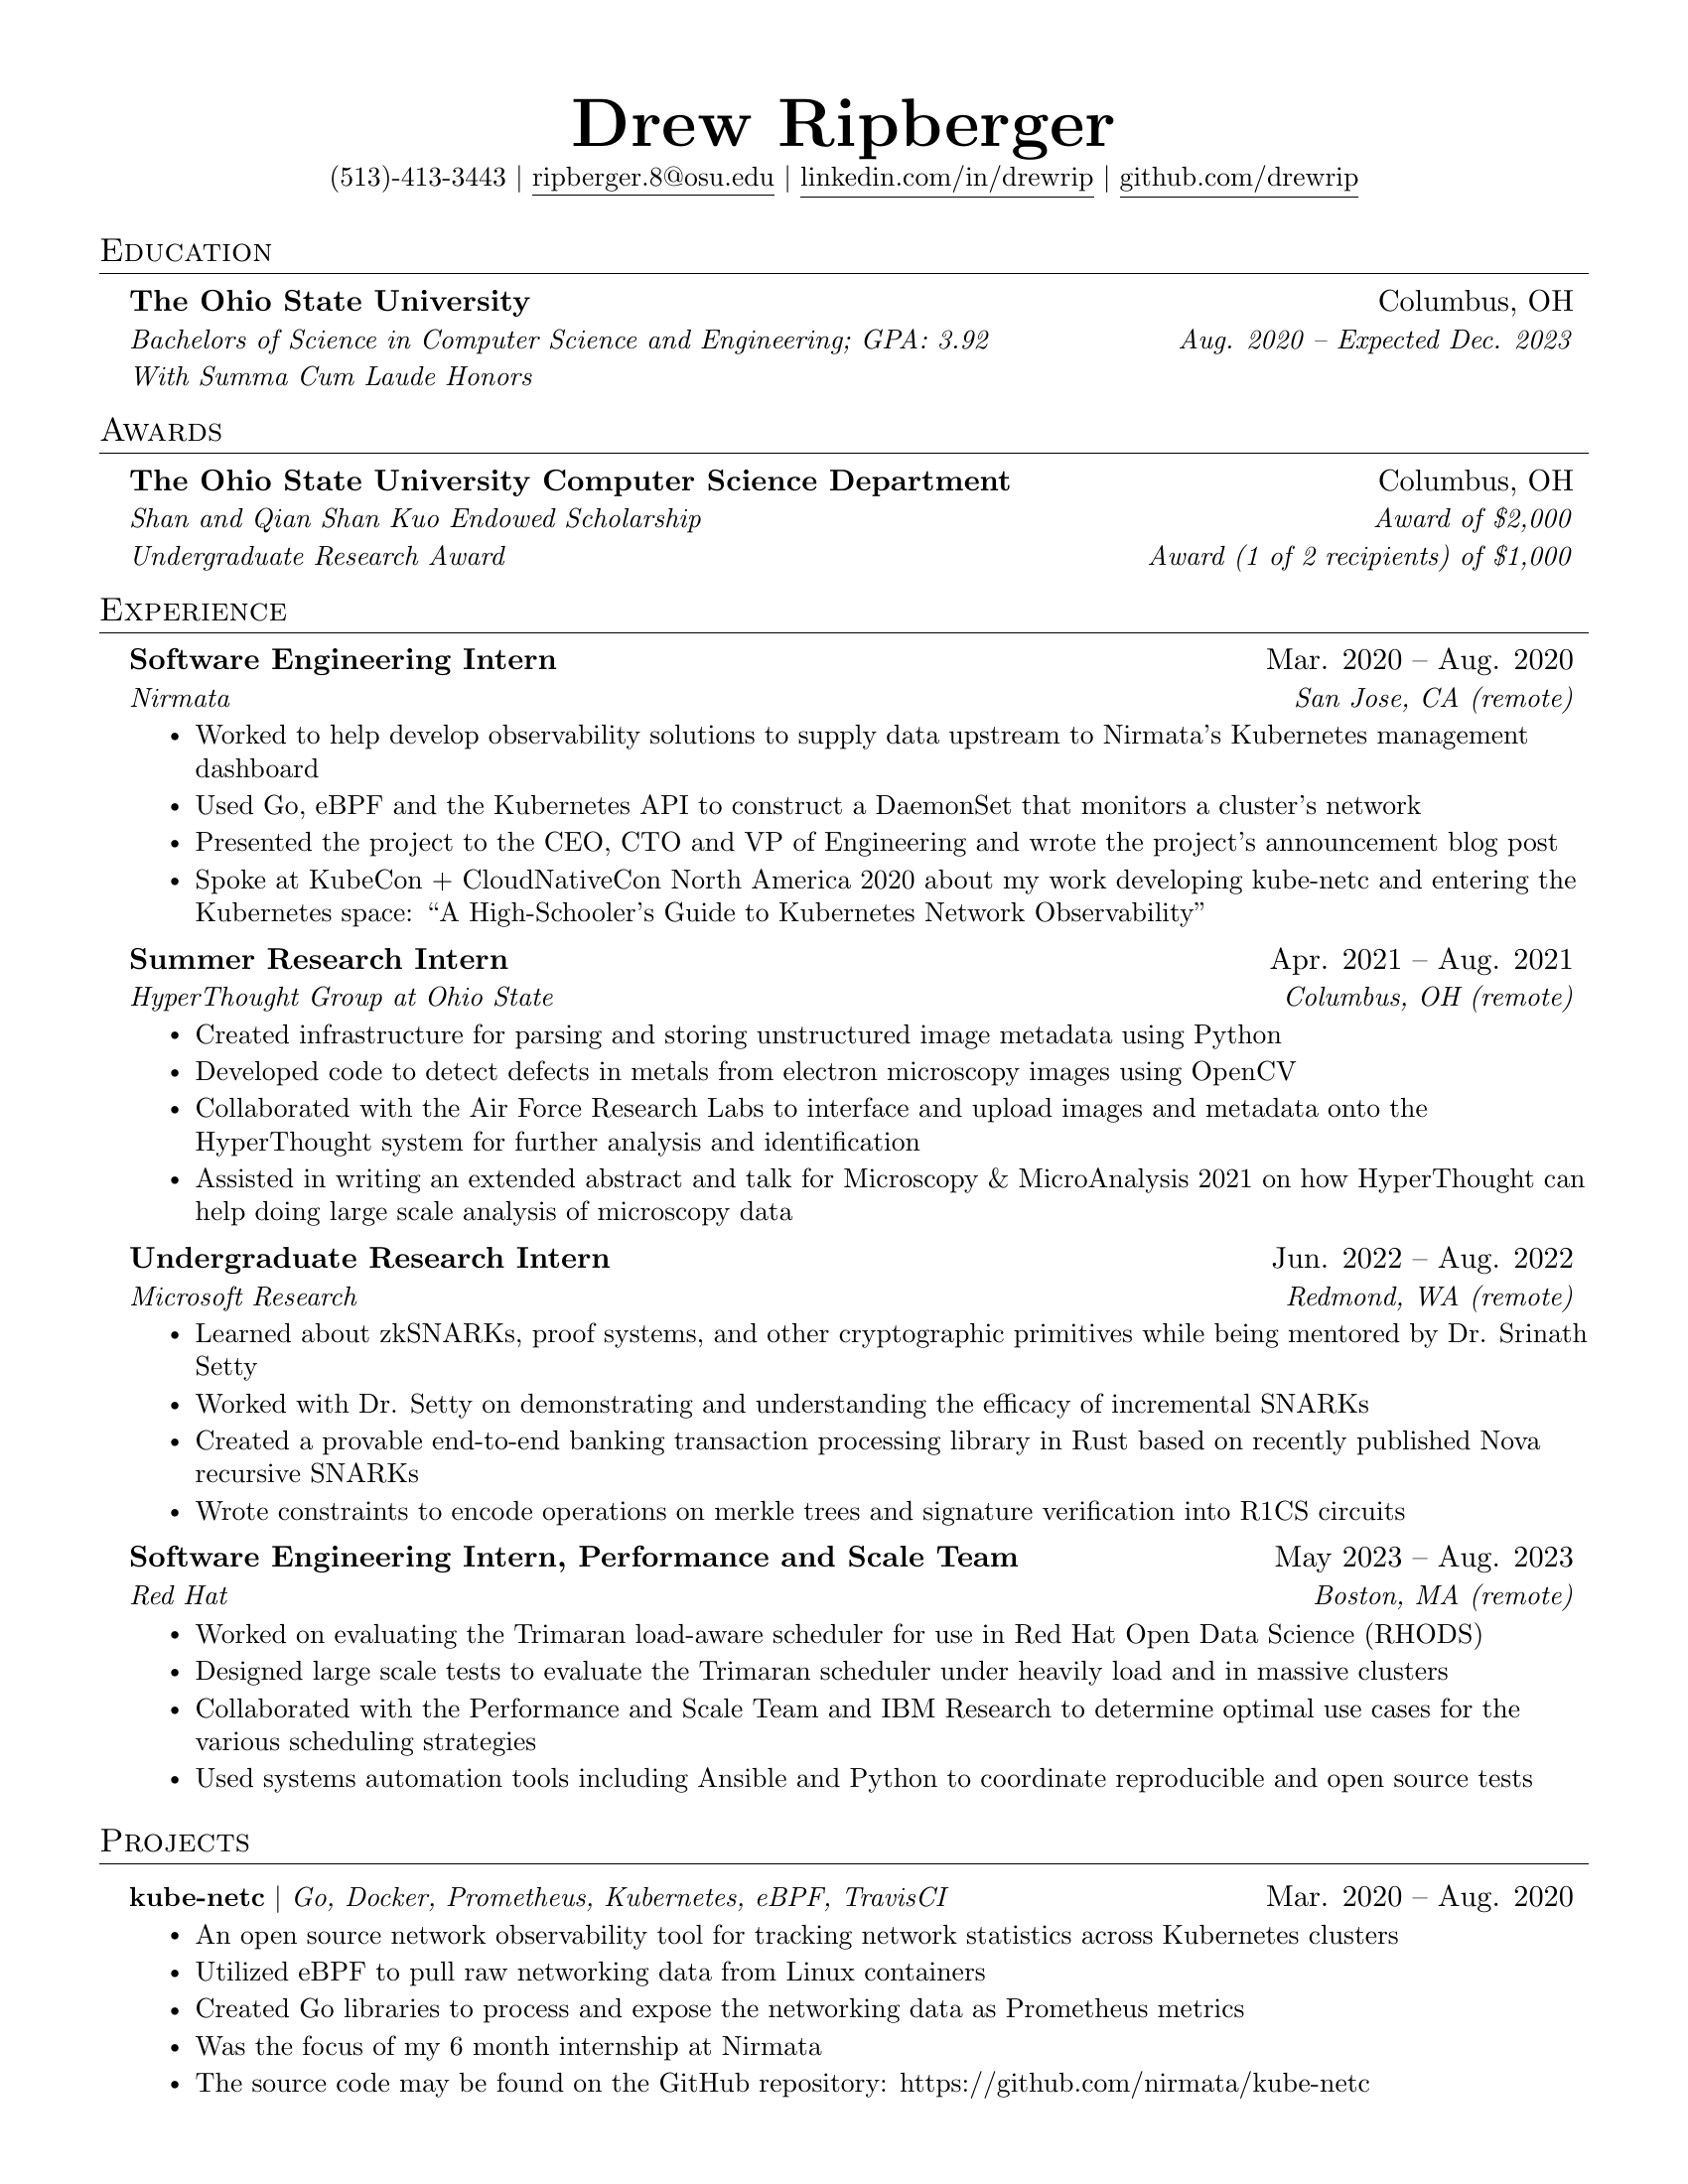 Drew Ripberger
(513)-413-3443 | ripberger.8@osu.edu | linkedin.com/in/drewrip | github.com/drewrip
Education
The Ohio State University Columbus, OH
Bachelors of Science in Computer Science and Engineering; GPA: 3.92 Aug. 2020 – Expected Dec. 2023
With Summa Cum Laude Honors
Awards
The Ohio State University Computer Science Department Columbus, OH
Shan and Qian Shan Kuo Endowed Scholarship Award of $2,000
Undergraduate Research Award Award (1 of 2 recipients) of $1,000
Experience
Software Engineering Intern Mar. 2020 – Aug. 2020
Nirmata San Jose, CA (remote)
• Worked to help develop observability solutions to supply data upstream to Nirmata’s Kubernetes management
dashboard
• Used Go, eBPF and the Kubernetes API to construct a DaemonSet that monitors a cluster’s network
• Presented the project to the CEO, CTO and VP of Engineering and wrote the project’s announcement blog post
• Spoke at KubeCon + CloudNativeCon North America 2020 about my work developing kube-netc and entering the
Kubernetes space: “A High-Schooler’s Guide to Kubernetes Network Observability”
Summer Research Intern Apr. 2021 – Aug. 2021
HyperThought Group at Ohio State Columbus, OH (remote)
• Created infrastructure for parsing and storing unstructured image metadata using Python
• Developed code to detect defects in metals from electron microscopy images using OpenCV
• Collaborated with the Air Force Research Labs to interface and upload images and metadata onto the
HyperThought system for further analysis and identification
• Assisted in writing an extended abstract and talk for Microscopy & MicroAnalysis 2021 on how HyperThought can
help doing large scale analysis of microscopy data
Undergraduate Research Intern Jun. 2022 – Aug. 2022
Microsoft Research Redmond, WA (remote)
• Learned about zkSNARKs, proof systems, and other cryptographic primitives while being mentored by Dr. Srinath
Setty
• Worked with Dr. Setty on demonstrating and understanding the efficacy of incremental SNARKs
• Created a provable end-to-end banking transaction processing library in Rust based on recently published Nova
recursive SNARKs
• Wrote constraints to encode operations on merkle trees and signature verification into R1CS circuits
Software Engineering Intern, Performance and Scale Team May 2023 – Aug. 2023
Red Hat Boston, MA (remote)
• Worked on evaluating the Trimaran load-aware scheduler for use in Red Hat Open Data Science (RHODS)
• Designed large scale tests to evaluate the Trimaran scheduler under heavily load and in massive clusters
• Collaborated with the Performance and Scale Team and IBM Research to determine optimal use cases for the
various scheduling strategies
• Used systems automation tools including Ansible and Python to coordinate reproducible and open source tests
Projects
kube-netc | Go, Docker, Prometheus, Kubernetes, eBPF, TravisCI Mar. 2020 – Aug. 2020
• An open source network observability tool for tracking network statistics across Kubernetes clusters
• Utilized eBPF to pull raw networking data from Linux containers
• Created Go libraries to process and expose the networking data as Prometheus metrics
• Was the focus of my 6 month internship at Nirmata
• The source code may be found on the GitHub repository: https://github.com/nirmata/kube-netc